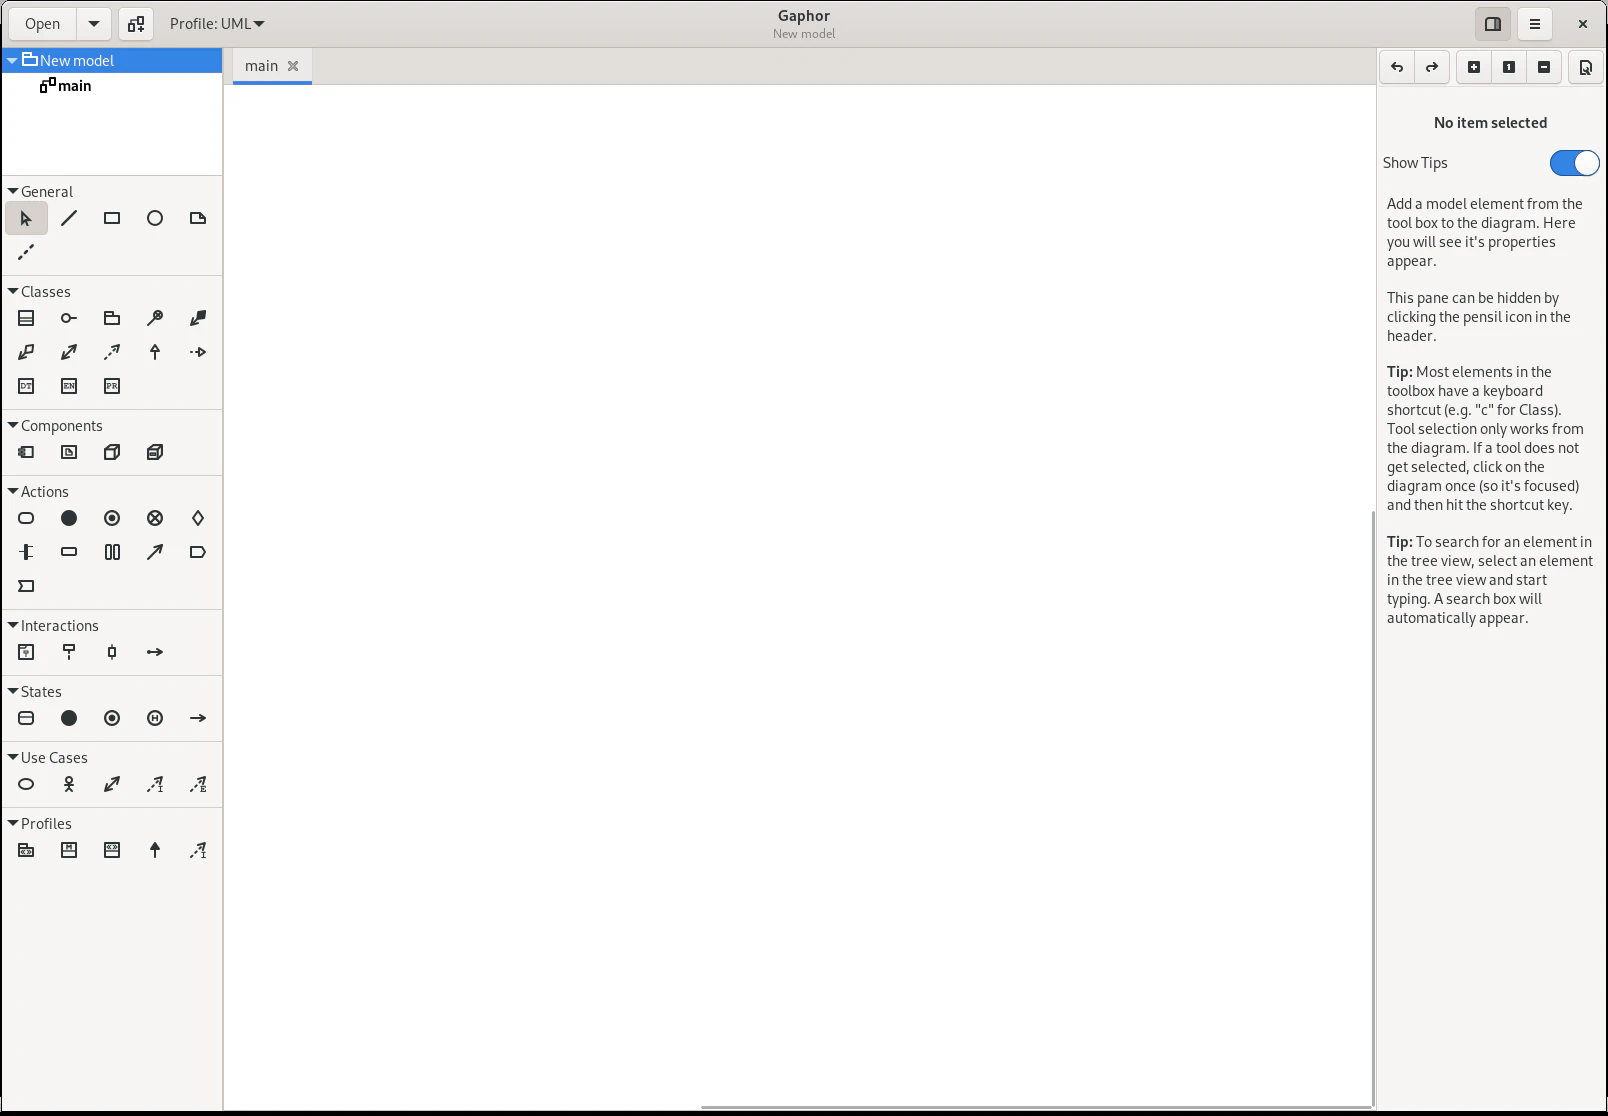 Open
Profile: UML
Gaphor
New model
New model
main
main
No item selected
Show Tips
Add a model element from the
tool box to the diagram. Here
you will see it's properties
appear.
This pane can be hidden by
clicking the pensil icon in the
header.
Tip: Most elements in the
toolbox have a keyboard
shortcut (e.g. "c" for Class).
Tool selection only works from
the diagram. If a tool does not
get selected, click on the
diagram once (so it's focused)
and then hit the shortcut key.
Tip: To search for an element in
the tree view, select an element
in the tree view and start
typing. A search box will
automatically appear.
General
Classes
DT
EN
PR
Components
Actions
Interactions
States
H
Use Cases
I
E
Profiles
M
I
1